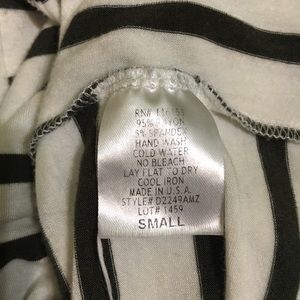 RN#
95% RAYON
5% SPANDEX
HAND WASH
COLD WATER
NO BLEACH
LAY FLAT TO DRY
COOL IRON
MADE IN U.S.A.
STYLE# D2249AMZ
LOT# 1459
SMALL